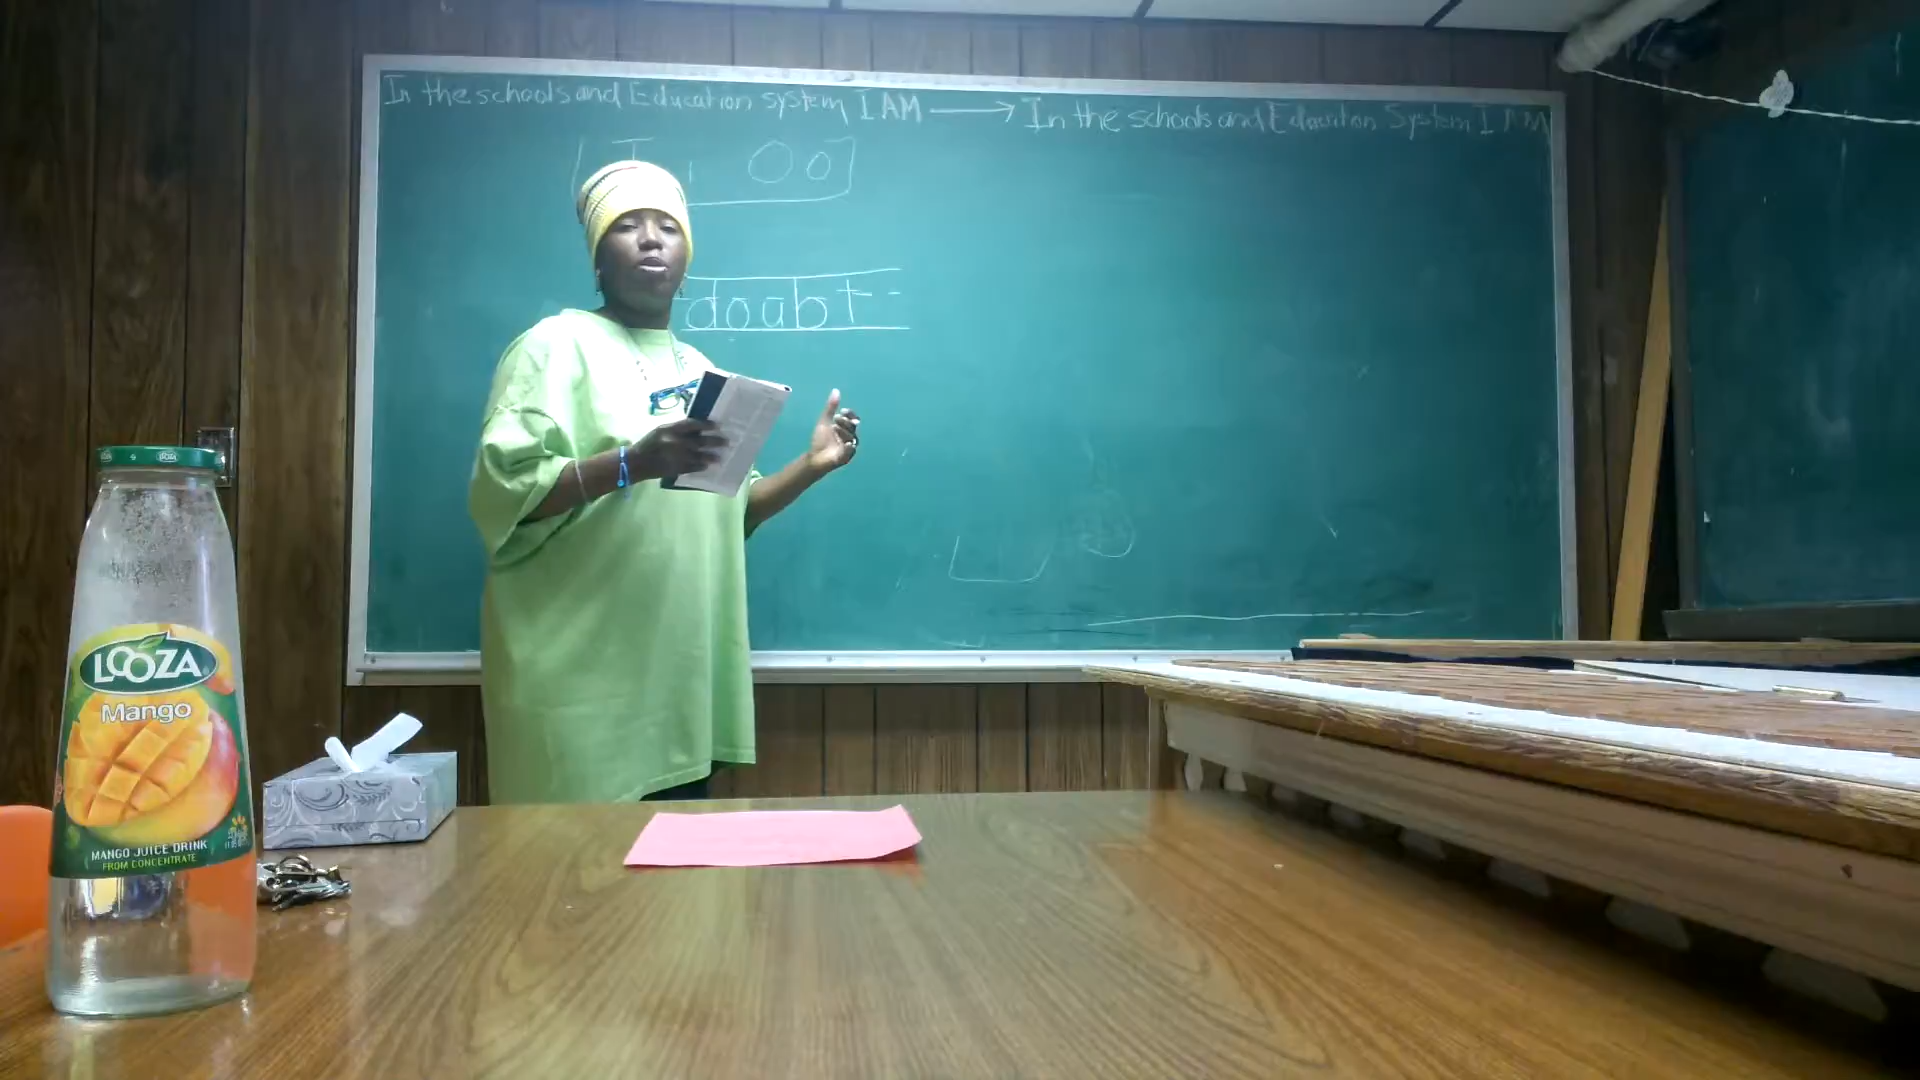 In the schools and Education system I AM → In the schools and Education System I AM
doubt
LOOZA
Mango
MANGO JUICE DRINK
FROM CONCENTRATE